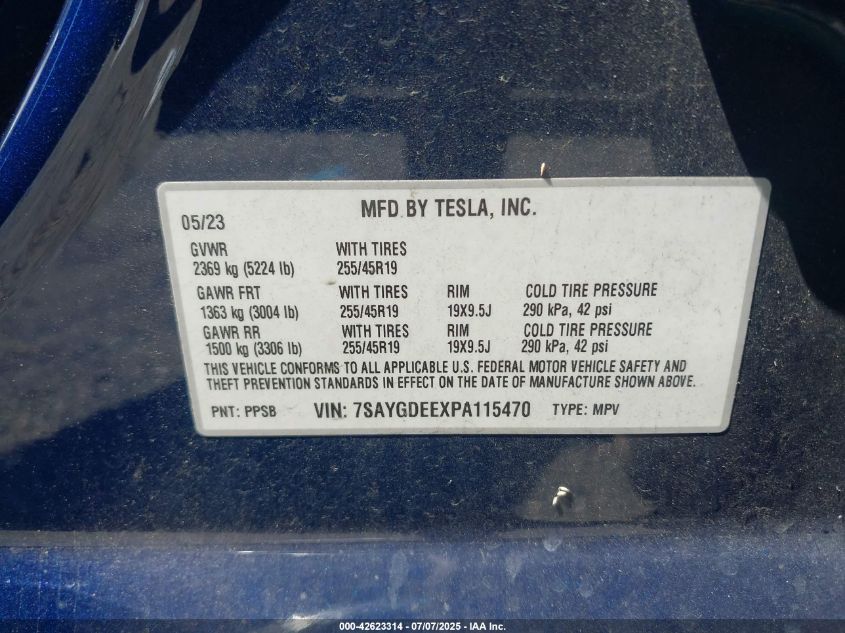 MFD BY TESLA, INC.
05/23
GVWR WITH TIRES
2369 kg (5224 lb) 255/45R19
GAWR FRT WITH TIRES RIM COLD TIRE PRESSURE
1363 kg (3004 lb) 255/45R19 19X9.5J 290 kPa, 42 psi
GAWR RR WITH TIRES RIM COLD TIRE PRESSURE
1500 kg (3306 lb) 255/45R19 19X9.5J 290 kPa, 42 psi
THIS VEHICLE CONFORMS TO ALL APPLICABLE U.S. FEDERAL MOTOR VEHICLE SAFETY AND
THEFT PREVENTION STANDARDS IN EFFECT ON THE DATE OF MANUFACTURE SHOWN ABOVE.
PNT: PPSB VIN: 7SAYGDEEXPA115470 TYPE: MPV
000-42623314 - 07/07/2025 - IAA Inc.